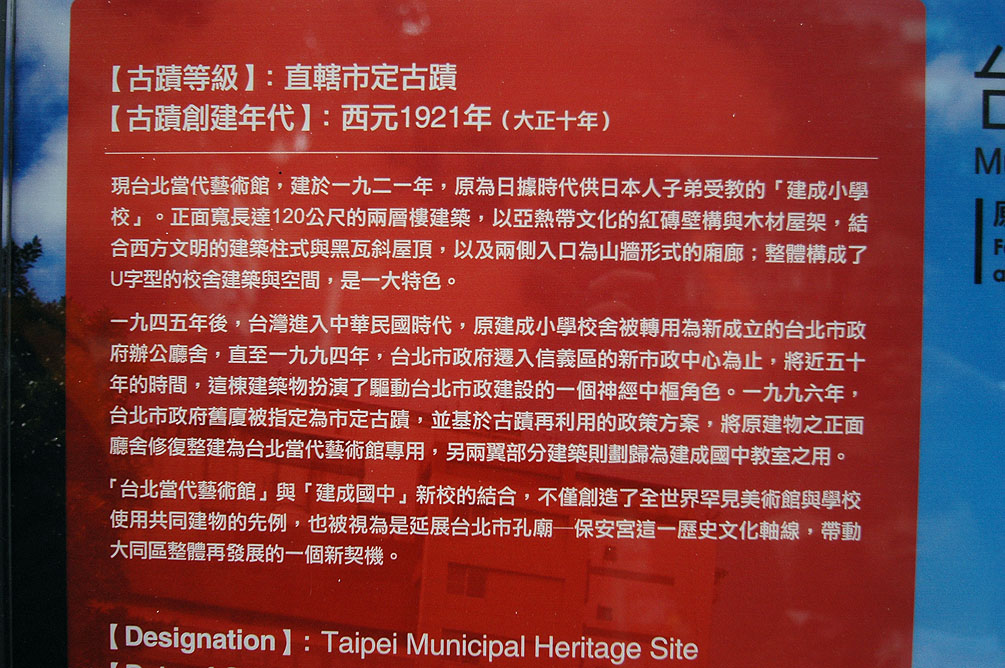 【古蹟等級】：直轄市定古蹟
【古蹟創建年代】：西元1921年（大正十年）
現台北當代藝術館，建於一九二一年，原為日據時代供日本人子弟受教的「建成小學
校」。正面寬長達120公尺的兩層樓建築，以亞熱帶文化的紅磚壁構與木材屋架，結
合西方文明的建築柱式與黑瓦斜屋頂，以及兩側入口為山牆形式的廂廊；整體構成了
U字型的校舍建築與空間，是一大特色。
一九四五年後，台灣進入中華民國時代，原建成小學校舍被轉用為新成立的台北市政
府辦公廳舍，直至一九九四年，台北市政府遷入信義區的新市政中心為止，將近五十
年的時間，這棟建築物扮演了驅動台北市政建設的一個神經中樞角色。一九九六年，
台北市政府舊廈被指定為市定古蹟，並基於古蹟再利用的政策方案，將原建物之正面
廳舍修復整建為台北當代藝術館專用，另兩翼部分建築則劃歸為建成國中教室之用。
「台北當代藝術館」與「建成國中」新校的結合，不僅創造了全世界罕見美術館與學校
使用共同建物的先例，也被視為是延展台北市孔廟─保安宮這一歷史文化軸線，帶動
大同區整體再發展的一個新契機。
【Designation】：Taipei Municipal Heritage Site
台
M
原